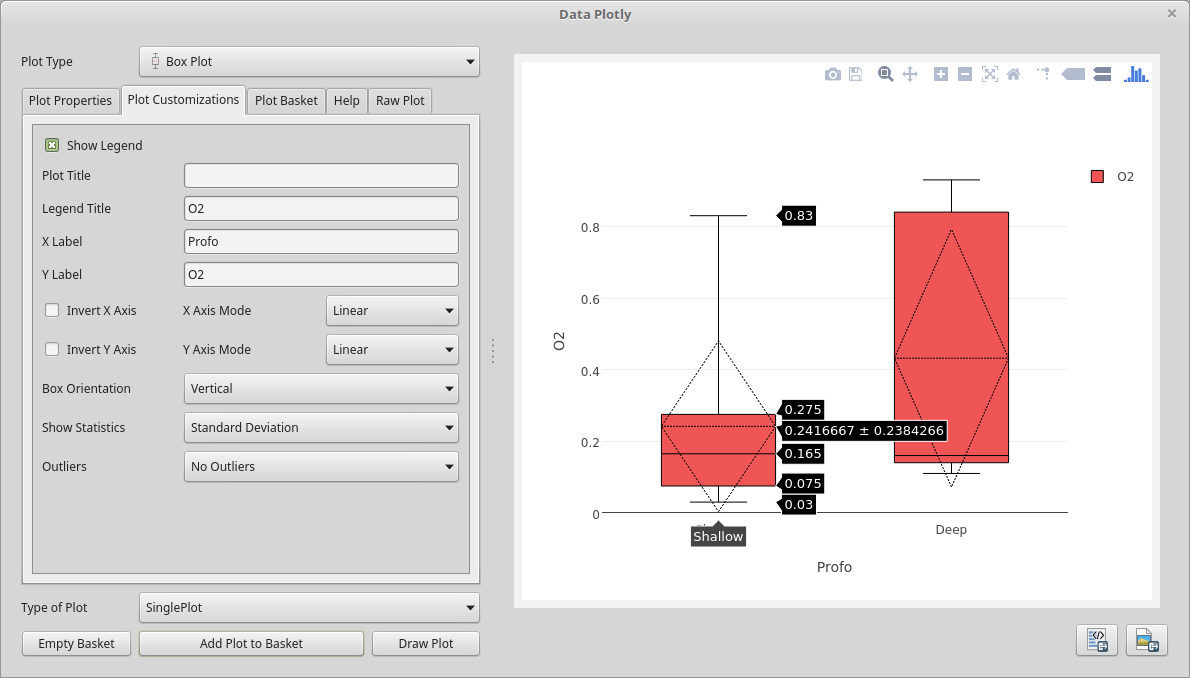 Data Plotly
Plot Type
Box Plot
Plot Properties
Plot Customizations
Plot Basket
Help
Raw Plot
Show Legend
Plot Title
Legend Title
O2
X Label
Profo
Y Label
O2
Invert X Axis
X Axis Mode
Linear
Invert Y Axis
Y Axis Mode
Linear
Box Orientation
Vertical
Show Statistics
Standard Deviation
Outliers
No Outliers
Type of Plot
SinglePlot
Empty Basket
Add Plot to Basket
Draw Plot
O2
0.8
0.6
0.4
0.2
0
O2
0.83
0.275
0.2416667 ± 0.2384266
0.165
0.075
0.03
Shallow
Deep
Profo